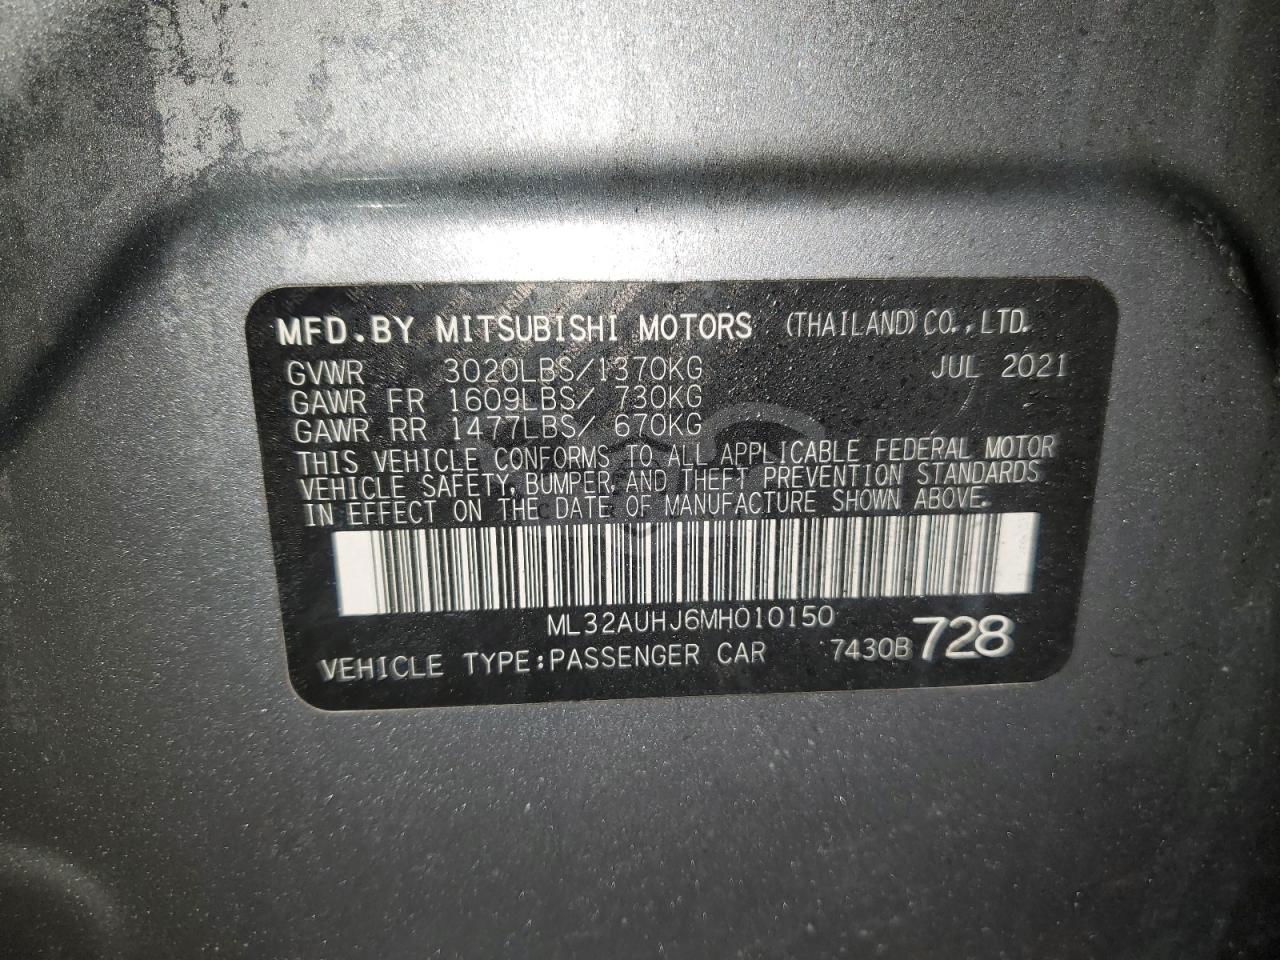 MFD.BY MITSUBISHI MOTORS (THAILAND) CO.,LTD.
GVWR 3020LBS/1370KG JUL 2021
GAWR FR 1609LBS/ 730KG
GAWR RR 1477LBS/ 670KG
THIS VEHICLE CONFORMS TO ALL APPLICABLE FEDERAL MOTOR
VEHICLE SAFETY, BUMPER, AND THEFT PREVENTION STANDARDS
IN EFFECT ON THE DATE OF MANUFACTURE SHOWN ABOVE.
ML32AUHJ6MH010150
VEHICLE TYPE:PASSENGER CAR 7430B728